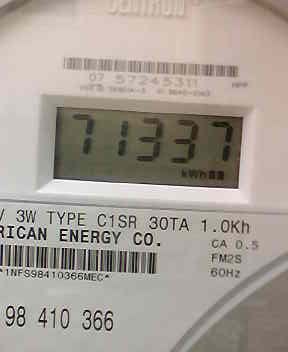 CENTRON
07 57245311
71337
kWh
V 3W TYPE C1SR 30TA 1.0Kh
RICAN ENERGY CO.
CA 0.5
FM2S
60Hz
*1NFS98410366MEC*
98 410 366